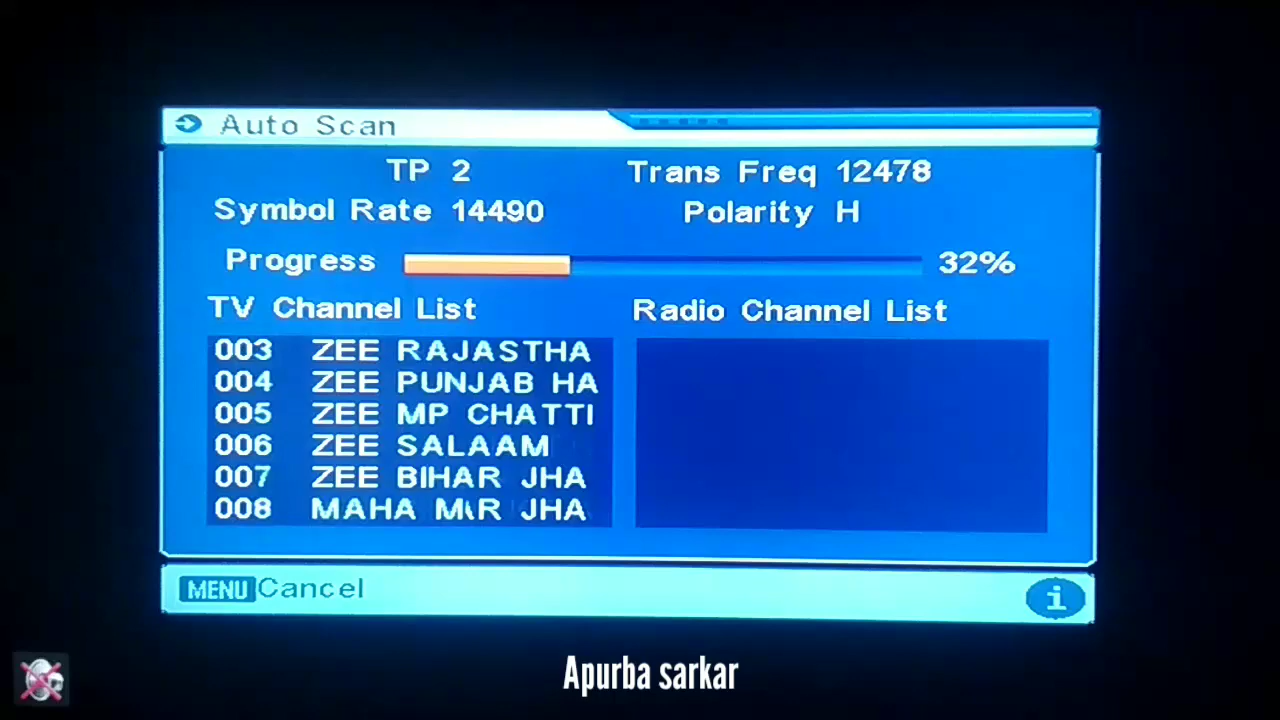 Auto Scan
TP 2 Trans Freq 12478
Symbol Rate 14490 Polarity H
Progress 32%
TV Channel List Radio Channel List
003 ZEE RAJASTHA
004 ZEE PUNJAB HA
005 ZEE MP CHATTI
006 ZEE SALAAM
007 ZEE BIHAR JHA
008 MAHA JHA
MENU Cancel i
Apurba sarkar